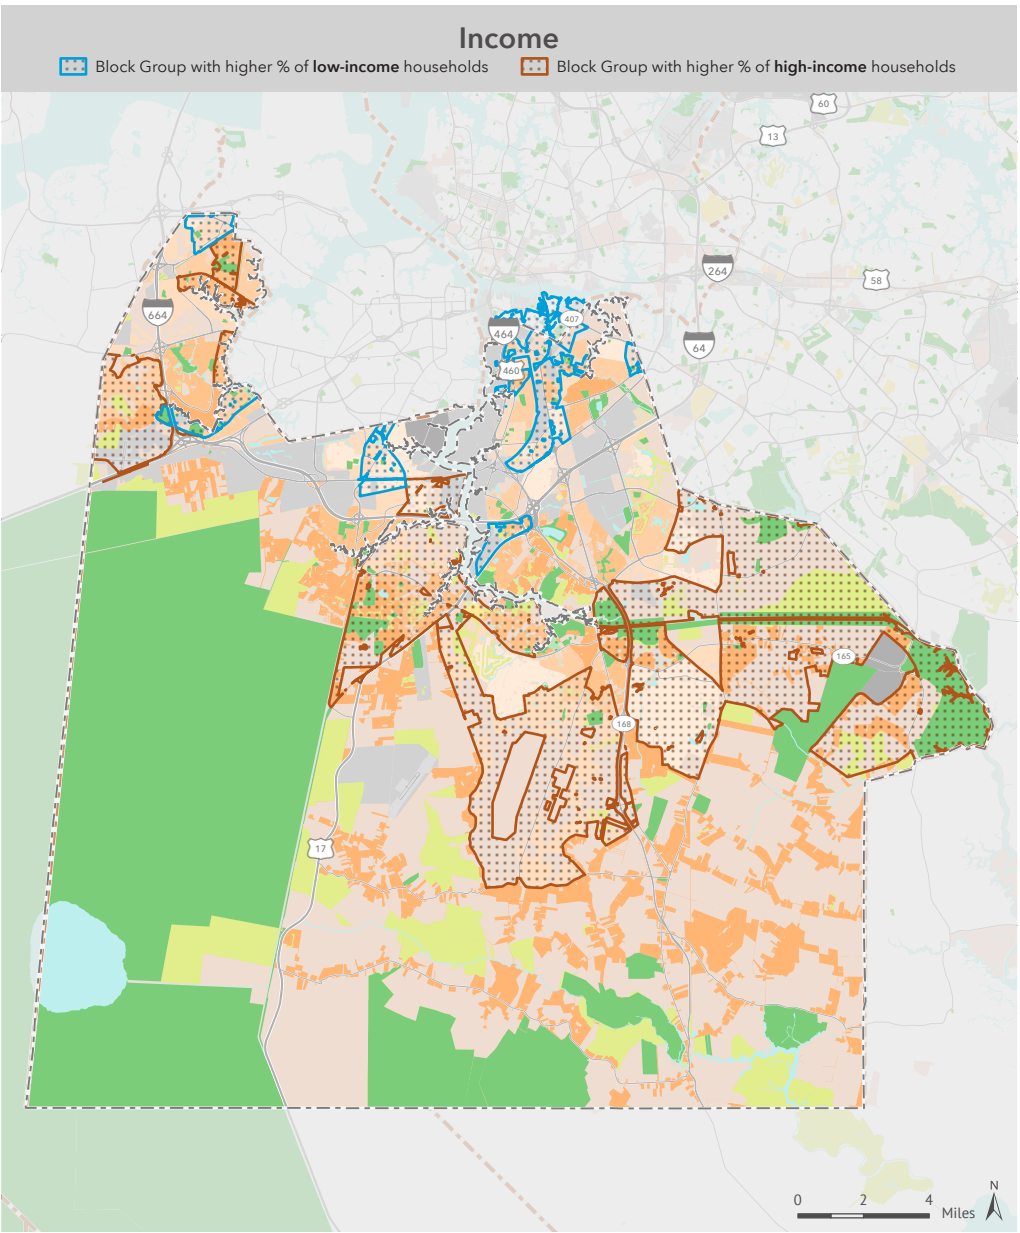 Income
Block Group with higher % of low-income households
Block Group with higher % of high-income households
60
13
264
58
664
464
407
64
460
165
168
17
N
0 2 4
Miles